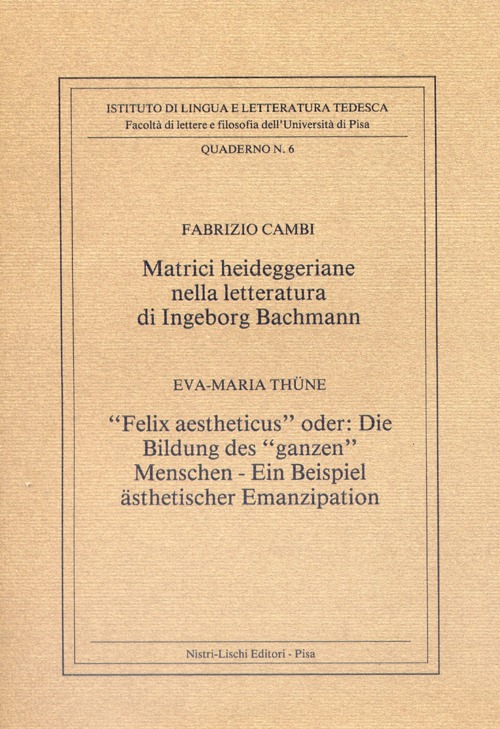 ISTITUTO DI LINGUA E LETTERATURA TEDESCA
Facoltà di lettere e filosofia dell'Università di Pisa
QUADERNO N. 6
FABRIZIO CAMBI
Matrici heideggeriane
nella letteratura
di Ingeborg Bachmann
EVA-MARIA THÜNE
“Felix aestheticus” oder: Die
Bildung des “ganzen”
Menschen - Ein Beispiel
ästhetischer Emanzipation
Nistri-Lischi Editori - Pisa